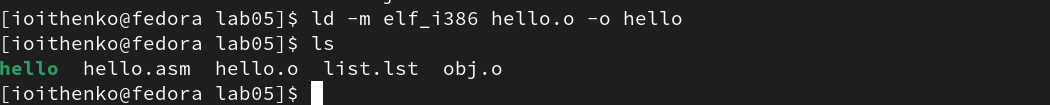 [ioithenko@fedora lab05]$ ld -m elf_i386 hello.o -o hello
[ioithenko@fedora lab05]$ ls
hello  hello.asm  hello.o  list.lst  obj.o
[ioithenko@fedora lab05]$